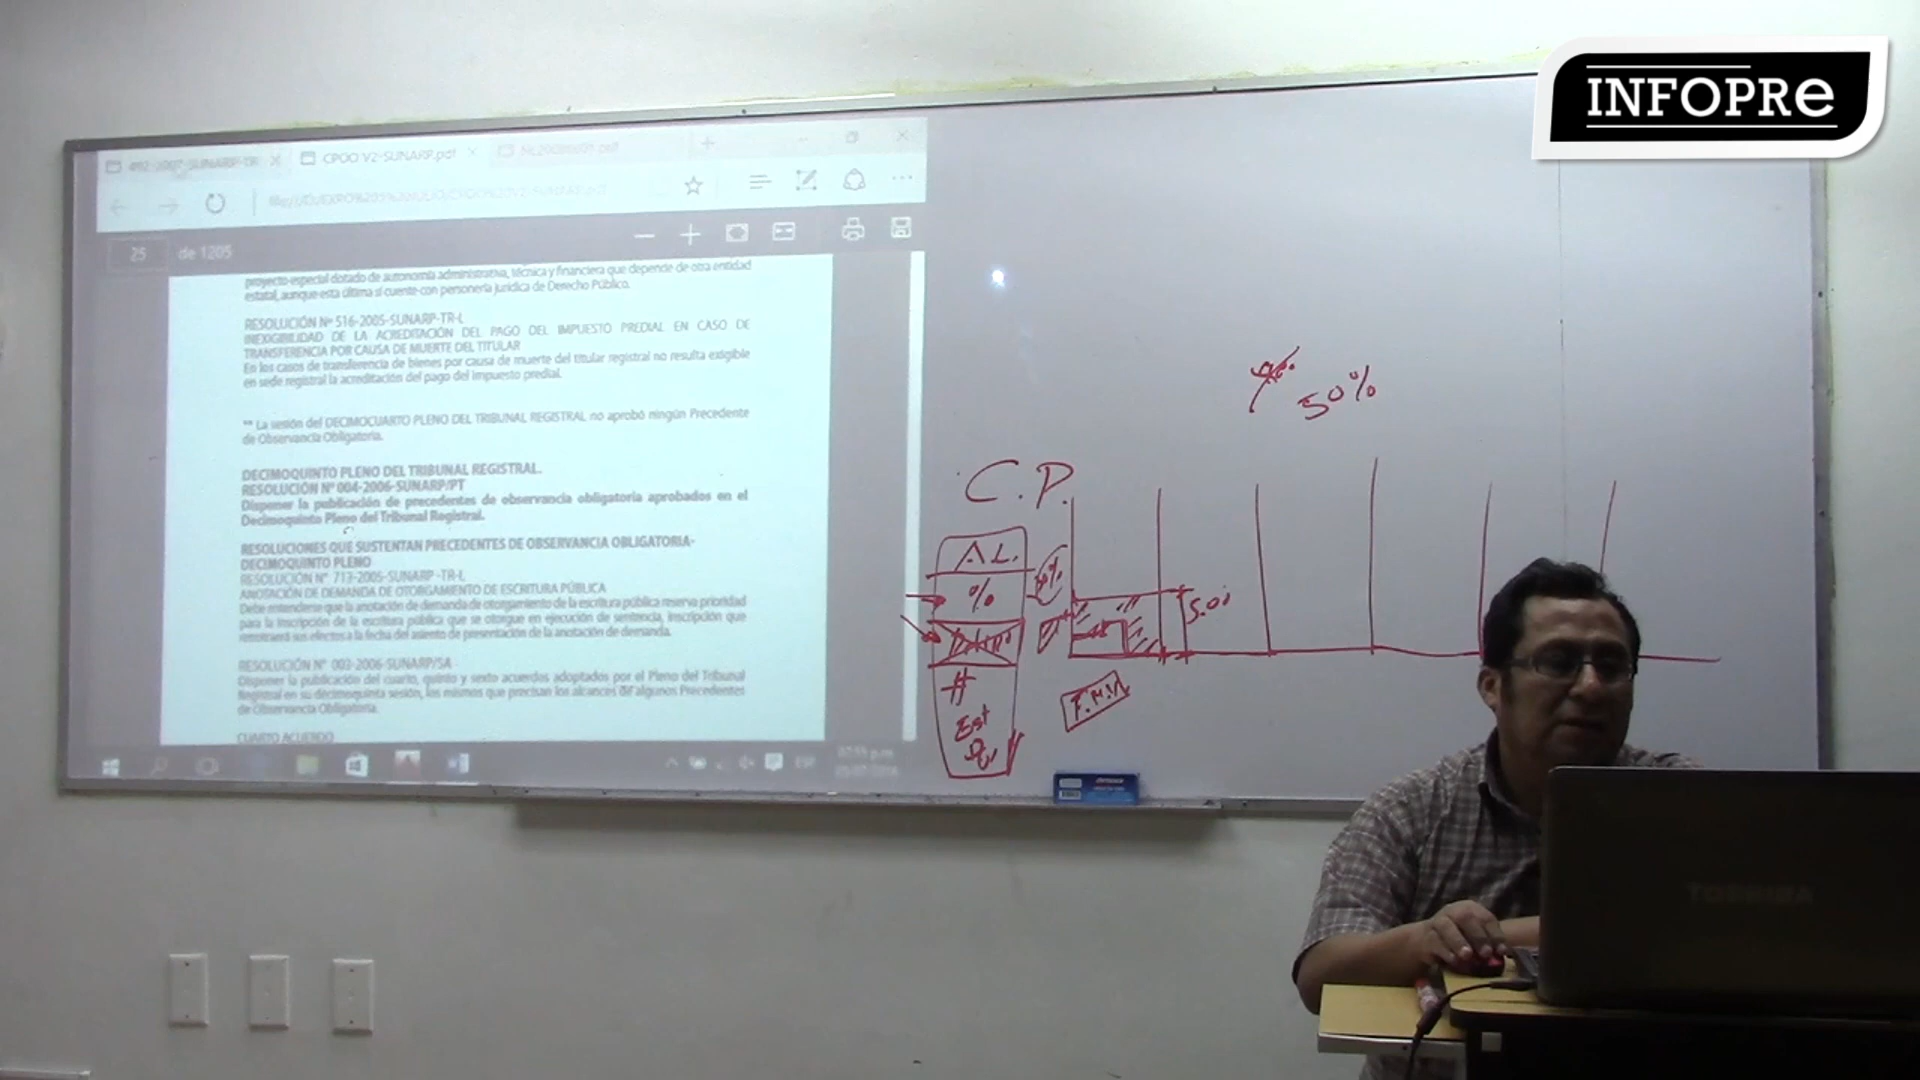 INFOPRe
492-2007-SUNARP-TR
CPOO V2-SUNARP.pdf
25 de 1205
proyecto especial dotado de autonomía administrativa, técnica y financiera que depende de otra entidad
estatal, aunque esta última sí cuente con personería jurídica de Derecho Público.
RESOLUCIÓN Nº 516-2005-SUNARP-TR-L
INEXIGIBILIDAD DE LA ACREDITACIÓN DEL PAGO DEL IMPUESTO PREDIAL EN CASO DE
TRANSFERENCIA POR CAUSA DE MUERTE DEL TITULAR
En los casos de transferencia de bienes por causa de muerte del titular registral no resulta exigible
en sede registral la acreditación del pago del impuesto predial.
** La sesión del DECIMOCUARTO PLENO DEL TRIBUNAL REGISTRAL no aprobó ningún Precedente
de Observancia Obligatoria.
DECIMOQUINTO PLENO DEL TRIBUNAL REGISTRAL.
RESOLUCIÓN Nº 004-2006-SUNARP/PT
Disponer la publicación de precedentes de observancia obligatoria aprobados en el
Decimoquinto Pleno del Tribunal Registral.
RESOLUCIONES QUE SUSTENTAN PRECEDENTES DE OBSERVANCIA OBLIGATORIA-
DECIMOQUINTO PLENO
RESOLUCIÓN Nº 713-2005-SUNARP -TR-L
ANOTACIÓN DE DEMANDA DE OTORGAMIENTO DE ESCRITURA PÚBLICA
Debe entenderse que la anotación de demanda de otorgamiento de la escritura pública reserva prioridad
para la inscripción de la escritura pública que se otorgue en ejecución de sentencia, inscripción que
retrotraerá sus efectos a la fecha del asiento de presentación de la anotación de demanda.
RESOLUCIÓN Nº 003-2006-SUNARP/SA
Disponer la publicación del cuarto, quinto y sexto acuerdos adoptados por el Pleno del Tribunal
Registral en su decimoquinta sesión, los mismos que precisan los alcances de algunos Precedentes
de Observancia Obligatoria.
CUARTO ACUERDO
ESP
50%
C.P.
A.L.
%
Est
F.M.V
TOSHIBA